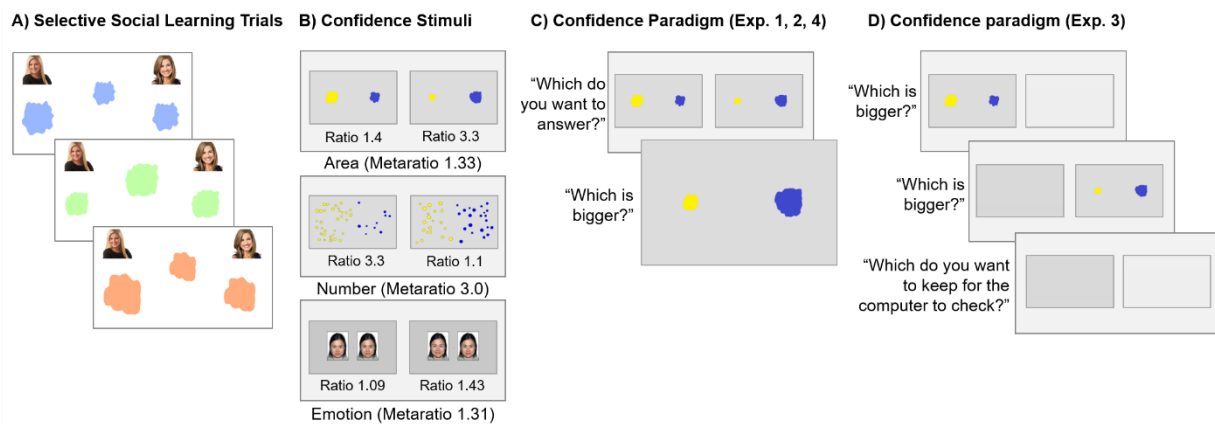 A) Selective Social Learning Trials
B) Confidence Stimuli
Ratio 1.4 Ratio 3.3
Area (Metaratio 1.33)
Ratio 3.3 Ratio 1.1
Number (Metaratio 3.0)
Ratio 1.09 Ratio 1.43
Emotion (Metaratio 1.31)
C) Confidence Paradigm (Exp. 1, 2, 4)
“Which do
you want to
answer?”
“Which is
bigger?”
D) Confidence paradigm (Exp. 3)
“Which is
bigger?”
“Which is
bigger?”
“Which do you want
to keep for the
computer to check?”